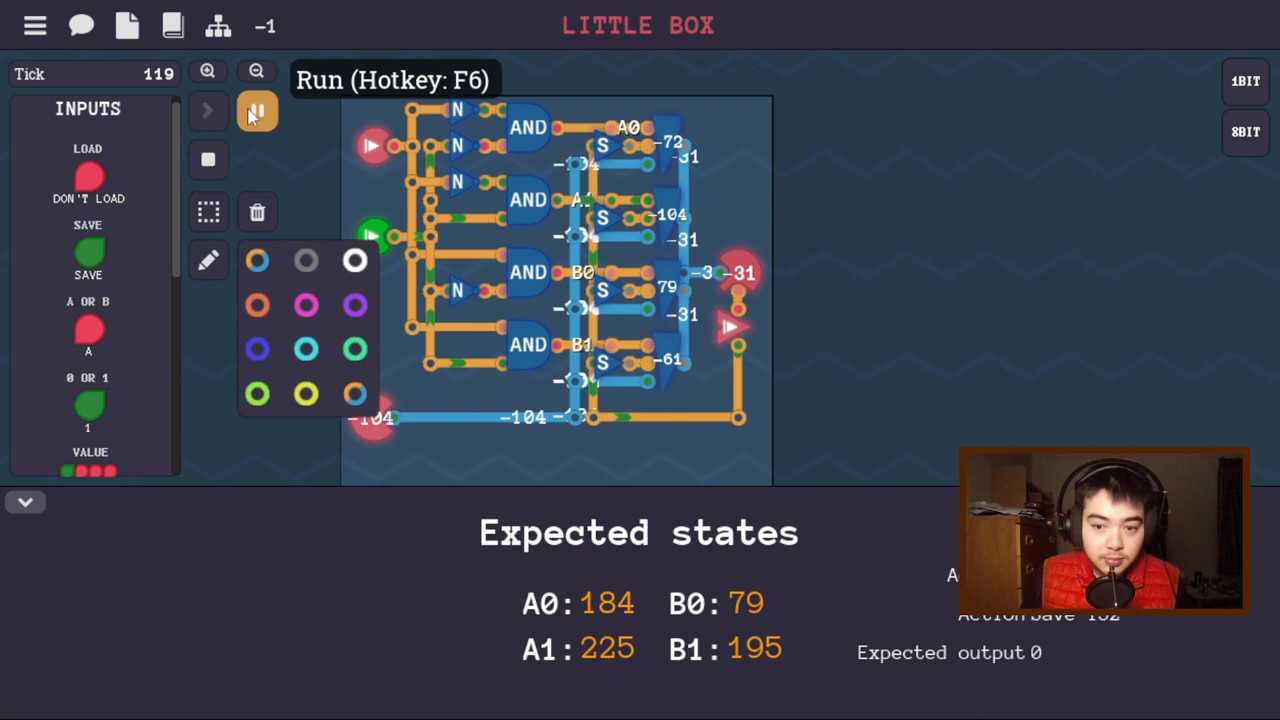 -1
LITTLE BOX
Tick 119
Run (Hotkey: F6)
1BIT
8BIT
INPUTS
LOAD
DON'T LOAD
SAVE
SAVE
A OR B
A
0 OR 1
1
VALUE
N
AND
A0
N
S
-72
-31
N
AND
-104
S
-31
AND
B0
-3
-31
N
S
79
-31
AND
B1
S
-61
-104
-104
Expected states
A0: 184 B0: 79
A1: 225 B1: 195
Expected output 0